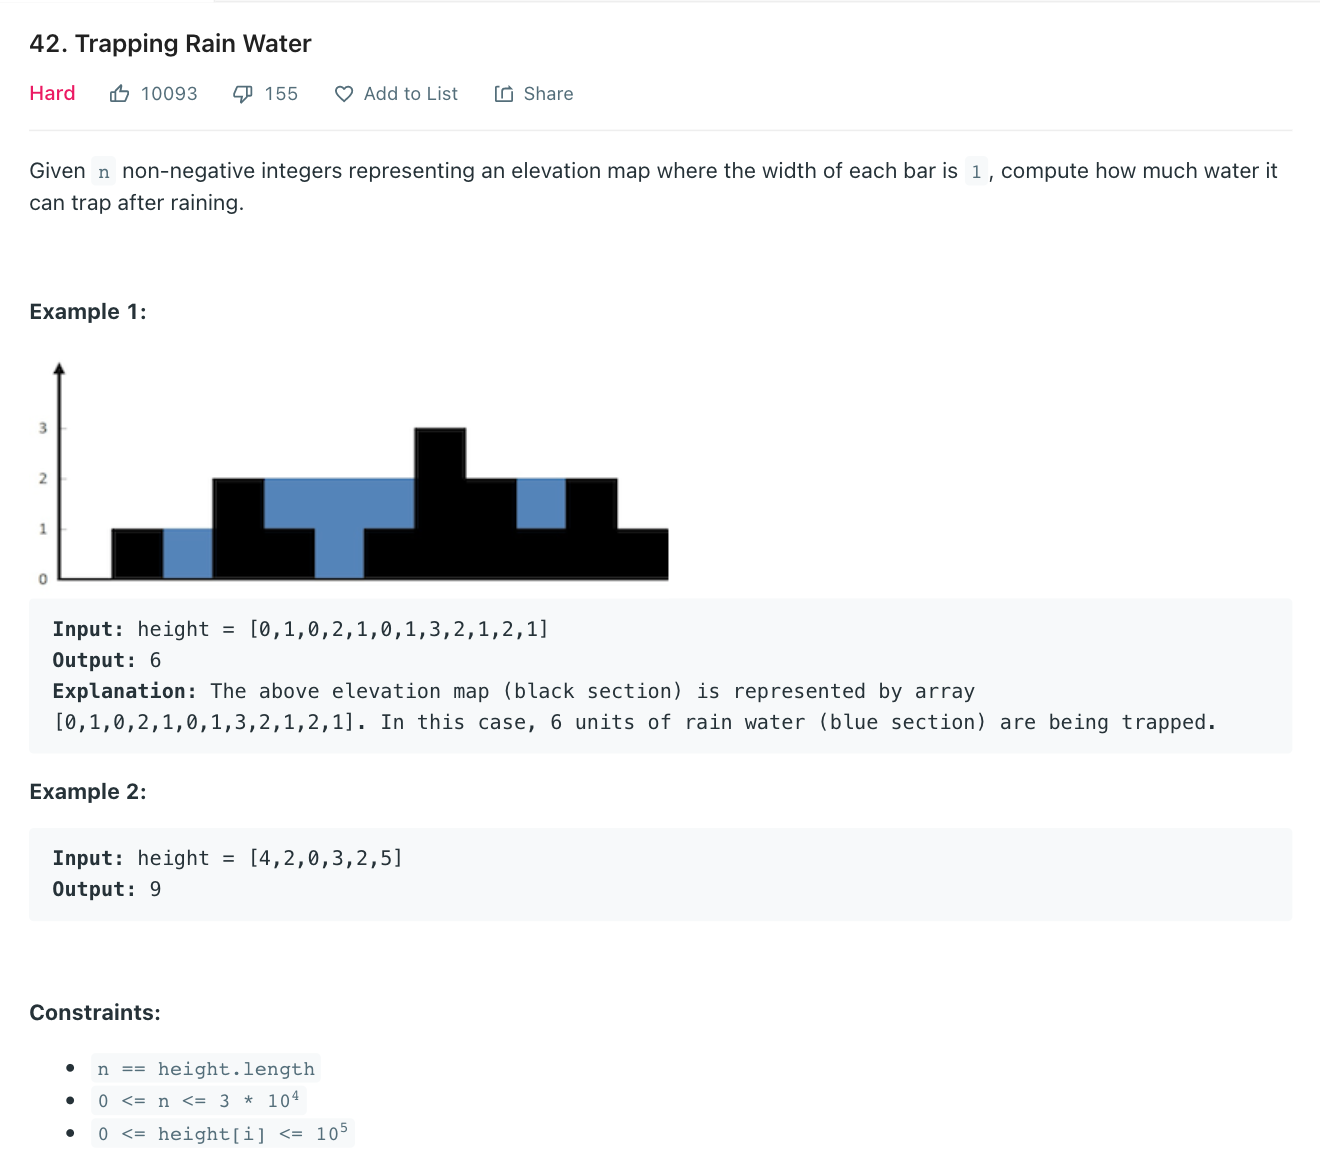 42. Trapping Rain Water
Hard 10093 155 Add to List Share
Given n non-negative integers representing an elevation map where the width of each bar is 1, compute how much water it
can trap after raining.
Example 1:
3
2
1
0
Input: height = [0,1,0,2,1,0,1,3,2,1,2,1]
Output: 6
Explanation: The above elevation map (black section) is represented by array
[0,1,0,2,1,0,1,3,2,1,2,1]. In this case, 6 units of rain water (blue section) are being trapped.
Example 2:
Input: height = [4,2,0,3,2,5]
Output: 9
Constraints:
• n == height.length
• 0 <= n <= 3 * 10⁴
• 0 <= height[i] <= 10⁵